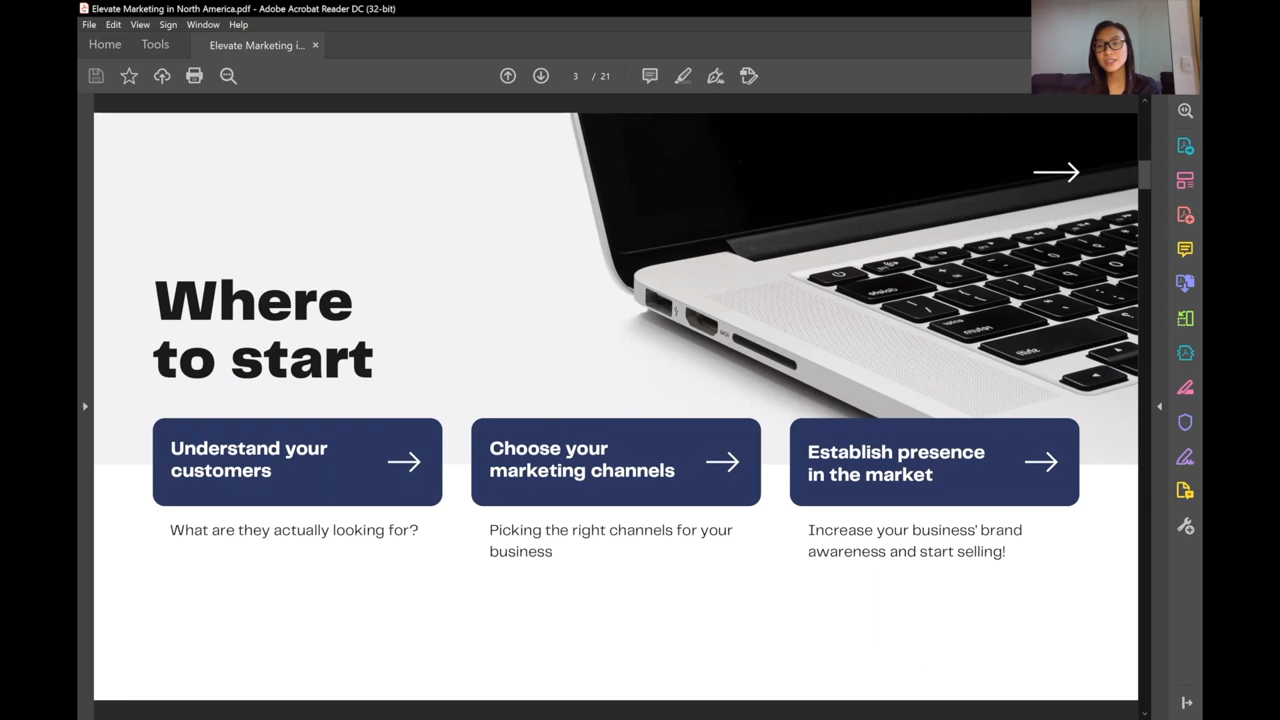 Elevate Marketing in North America.pdf - Adobe Acrobat Reader DC (32-bit)
File Edit View Sign Window Help
Home Tools Elevate Marketing i... ×
3 / 21
Where
to start
Understand your
customers
What are they actually looking for?
Choose your
marketing channels
Picking the right channels for your
business
Establish presence
in the market
Increase your business' brand
awareness and start selling!